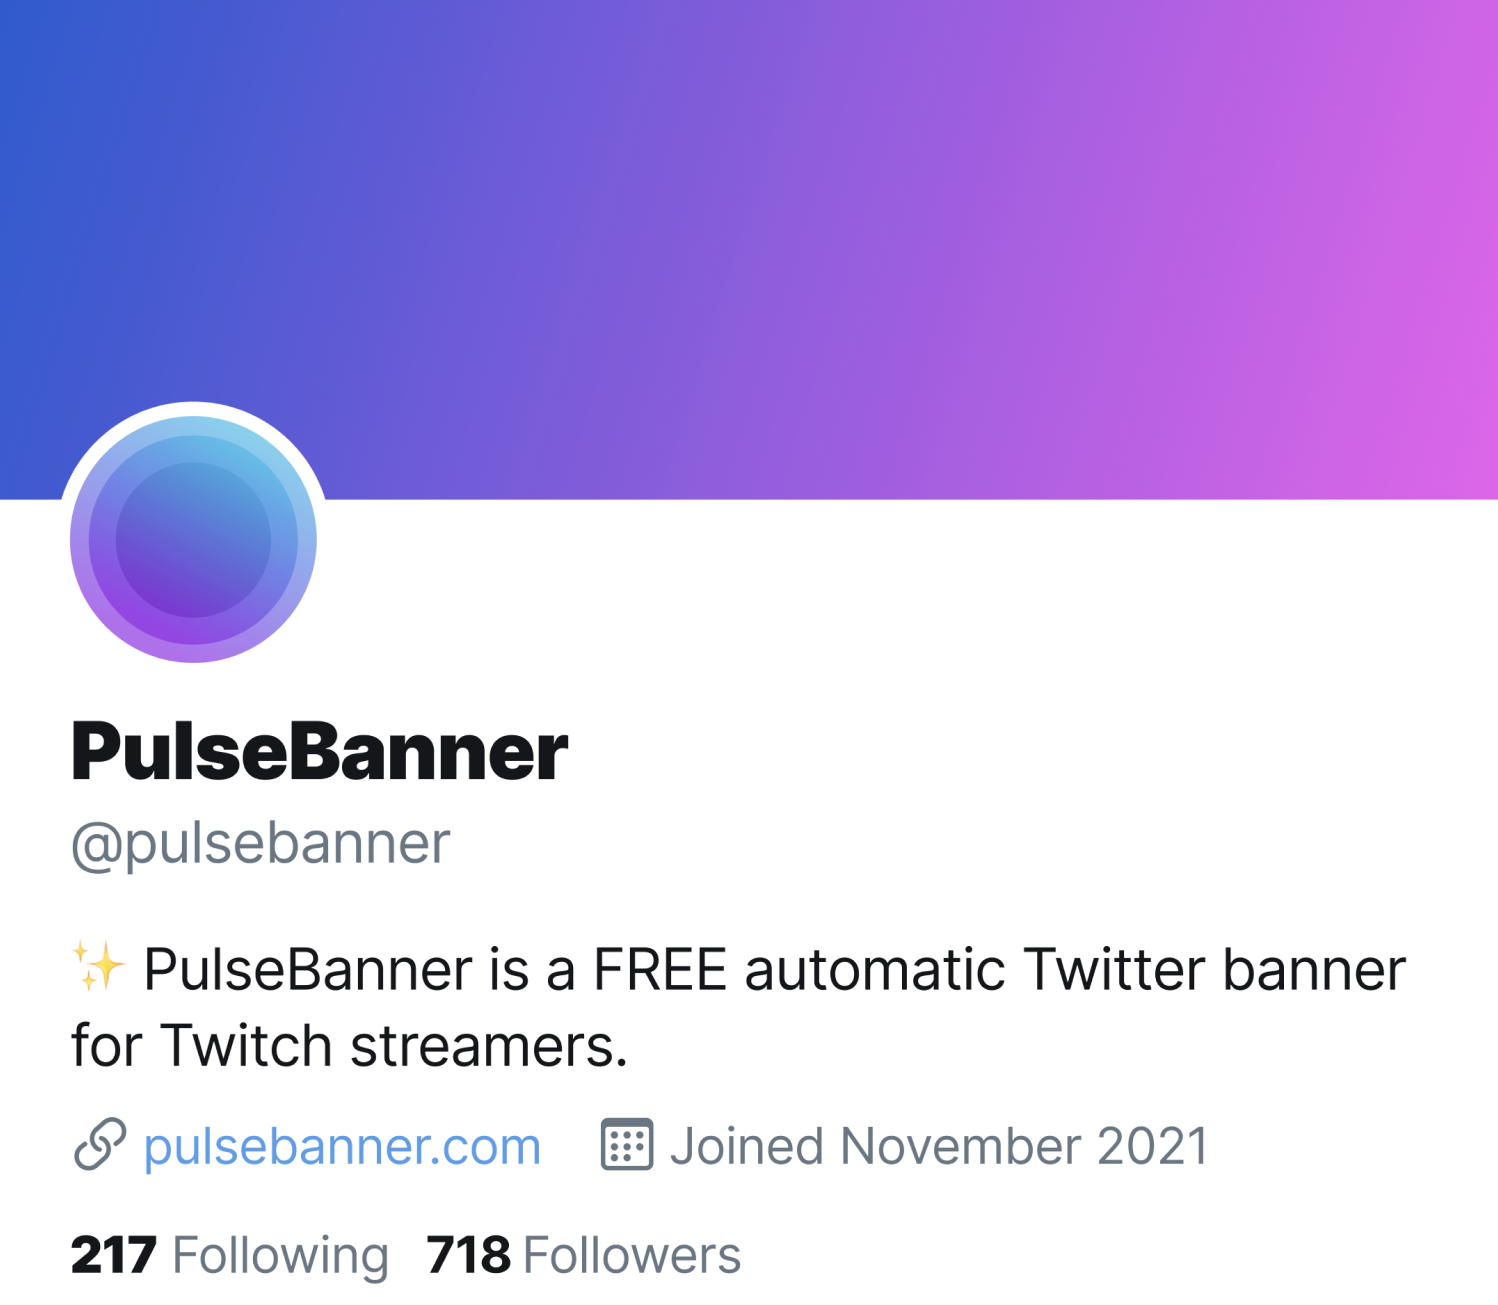 PulseBanner
@pulsebanner
✨ PulseBanner is a FREE automatic Twitter banner
for Twitch streamers.
pulsebanner.com Joined November 2021
217 Following 718 Followers